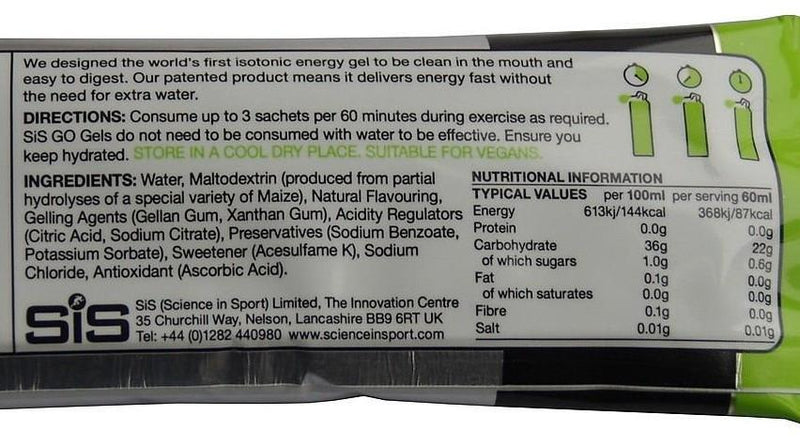 We designed the world's first isotonic energy gel to be clean in the mouth and
easy to digest. Our patented product means it delivers energy fast without
the need for extra water.
DIRECTIONS: Consume up to 3 sachets per 60 minutes during exercise as required.
SiS GO Gels do not need to be consumed with water to be effective. Ensure you
keep hydrated. STORE IN A COOL DRY PLACE. SUITABLE FOR VEGANS.
INGREDIENTS: Water, Maltodextrin (produced from partial
hydrolyses of a special variety of Maize), Natural Flavouring,
Gelling Agents (Gellan Gum, Xanthan Gum), Acidity Regulators
(Citric Acid, Sodium Citrate), Preservatives (Sodium Benzoate,
Potassium Sorbate), Sweetener (Acesulfame K), Sodium
Chloride, Antioxidant (Ascorbic Acid).
NUTRITIONAL INFORMATION
TYPICAL VALUES per 100ml per serving 60ml
Energy 613kj/144kcal 368kj/87kcal
Protein 0.0g 0.0g
Carbohydrate 36g 22g
of which sugars 1.0g 0.6g
Fat 0.1g 0.0g
of which saturates 0.0g 0.0g
Fibre 0.1g 0.0g
Salt 0.01g 0.01g
SiS
SiS (Science in Sport) Limited, The Innovation Centre
35 Churchill Way, Nelson, Lancashire BB9 6RT UK
Tel: +44 (0)1282 440980 www.scienceinsport.com